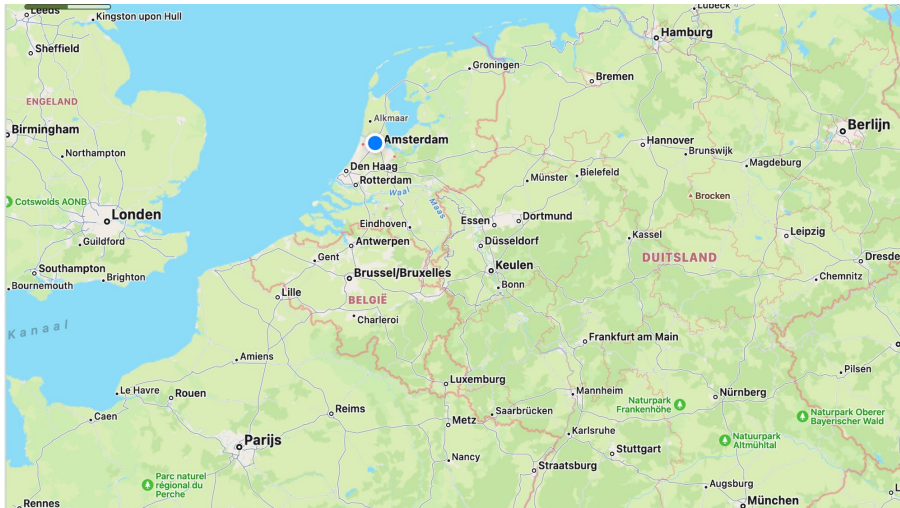 Leeds
Kingston upon Hull
Lübeck
Hamburg
Sheffield
Groningen
Bremen
ENGELAND
Alkmaar
Birmingham
Amsterdam
Berlijn
Northampton
Hannover
Brunswijk
Den Haag
Magdeburg
Rotterdam
Münster
Bielefeld
Waal
Brocken
Cotswolds AONB
Maas
Londen
Essen
Dortmund
Eindhoven
Guildford
Antwerpen
Düsseldorf
Kassel
Leipzig
Gent
DUITSLAND
Dresde
Southampton
Brussel/Bruxelles
Keulen
Brighton
Chemnitz
Bournemouth
Bonn
Lille
BELGIË
Charleroi
Kanaal
Frankfurt am Main
Amiens
Pilsen
Luxemburg
Le Havre
Rouen
Mannheim
Nürnberg
Naturpark
Frankenhöhe
Reims
Saarbrücken
Caen
Metz
Naturpark Oberer
Bayerischer Wald
Karlsruhe
Parijs
Natuurpark
Altmühltal
Stuttgart
Nancy
Straatsburg
Parc naturel
régional du
Perche
Augsburg
L
Rennes
München